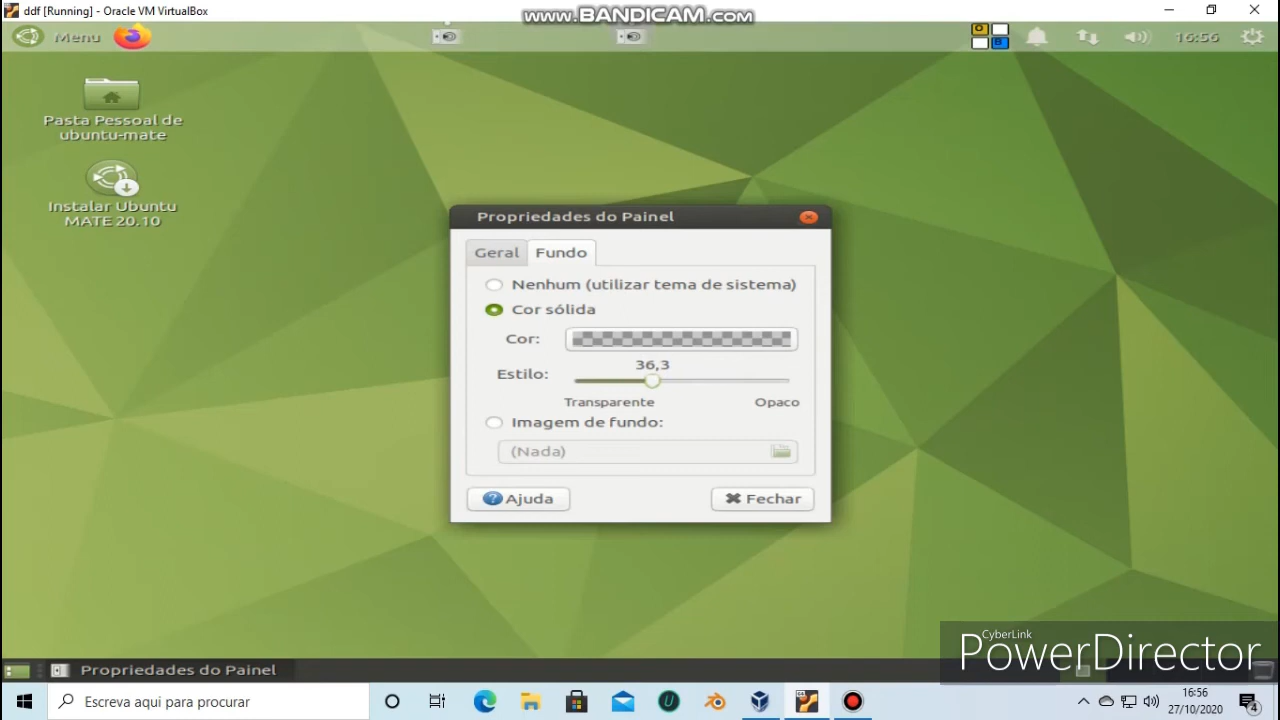 ddf [Running] - Oracle VM VirtualBox
www.BANDICAM.com
Menu
16:56
Pasta Pessoal de
ubuntu-mate
Instalar Ubuntu
MATE 20.10
Propriedades do Painel
Geral
Fundo
Nenhum (utilizar tema de sistema)
Cor sólida
Cor:
36,3
Estilo:
Transparente
Opaco
Imagem de fundo:
(Nada)
Ajuda
Fechar
CyberLink
PowerDirector
Propriedades do Painel
Escreva aqui para procurar
16:56
27/10/2020
4